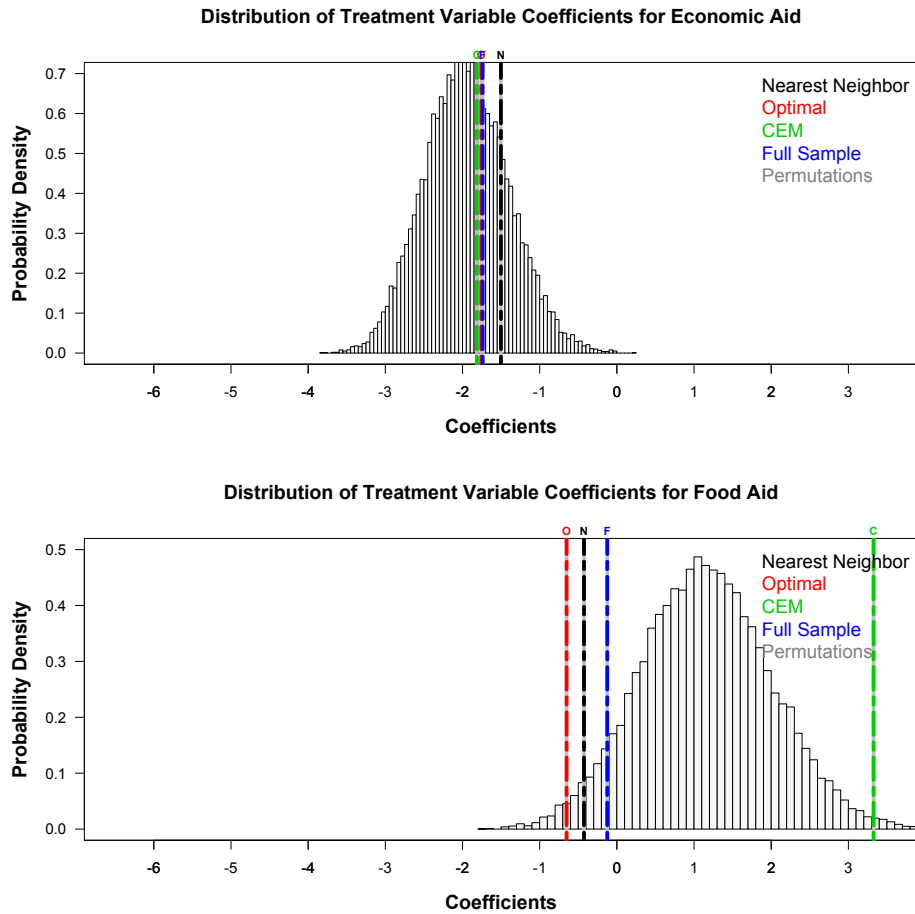 Distribution of Treatment Variable Coefficients for Economic Aid
F N
0.7
0.6
0.5
0.4
0.3
0.2
0.1
0.0
Probability Density
Nearest Neighbor
Optimal
CEM
Full Sample
Permutations
-6 -5 -4 -3 -2 -1 0 1 2 3
Coefficients
Distribution of Treatment Variable Coefficients for Food Aid
O N F C
0.5
0.4
0.3
0.2
0.1
0.0
Probability Density
Nearest Neighbor
Optimal
CEM
Full Sample
Permutations
-6 -5 -4 -3 -2 -1 0 1 2 3
Coefficients